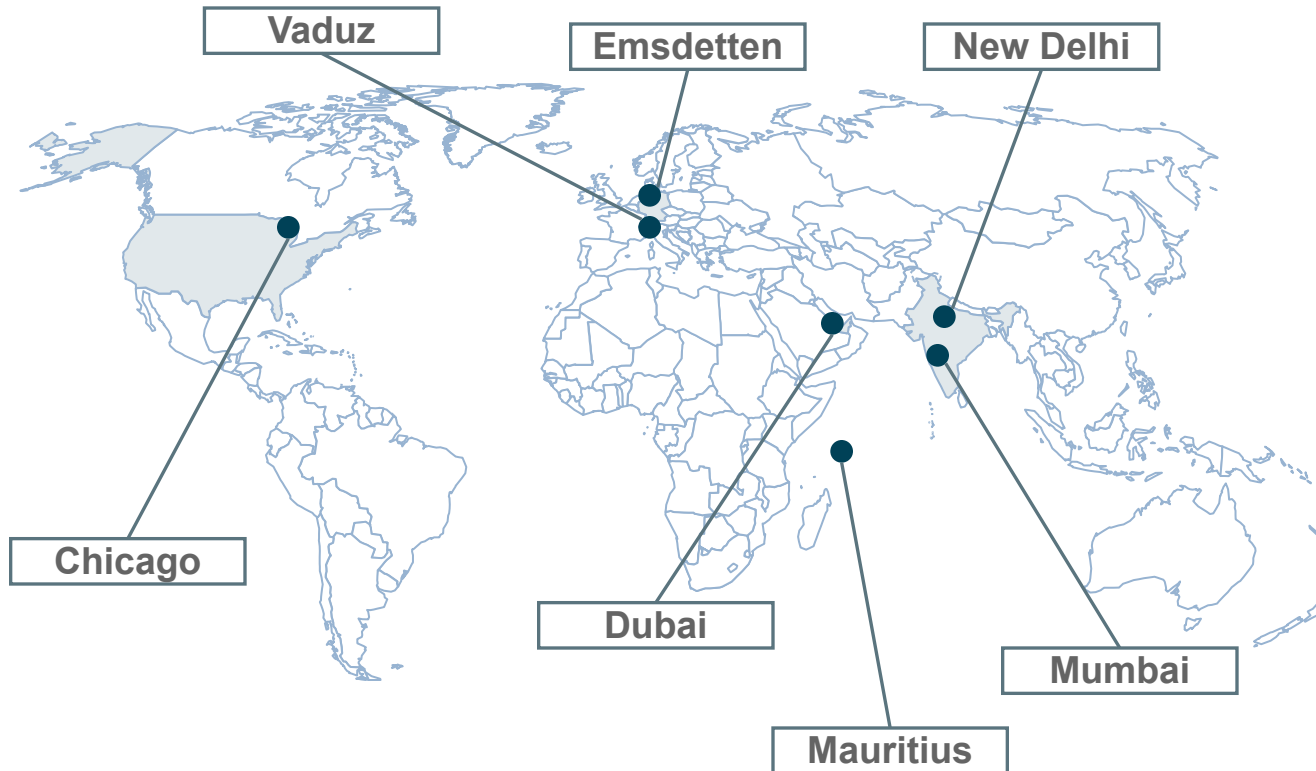 Vaduz
Emsdetten
New Delhi
Chicago
Dubai
Mumbai
Mauritius